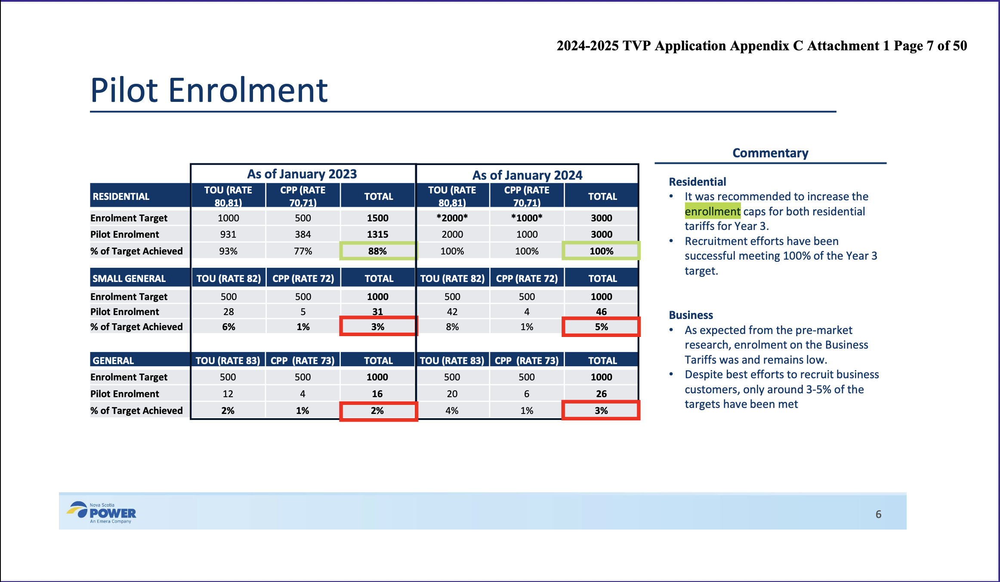 2024-2025 TVP Application Appendix C Attachment 1 Page 7 of 50
Pilot Enrolment
As of January 2023 As of January 2024
RESIDENTIAL TOU (RATE 80,81) CPP (RATE 70,71) TOTAL TOU (RATE 80,81) CPP (RATE 70,71) TOTAL
Enrolment Target 1000 500 1500 *2000* *1000* 3000
Pilot Enrolment 931 384 1315 2000 1000 3000
% of Target Achieved 93% 77% 88% 100% 100% 100%
SMALL GENERAL TOU (RATE 82) CPP (RATE 72) TOTAL TOU (RATE 82) CPP (RATE 72) TOTAL
Enrolment Target 500 500 1000 500 500 1000
Pilot Enrolment 28 5 31 42 4 46
% of Target Achieved 6% 1% 3% 8% 1% 5%
GENERAL TOU (RATE 83) CPP (RATE 73) TOTAL TOU (RATE 83) CPP (RATE 73) TOTAL
Enrolment Target 500 500 1000 500 500 1000
Pilot Enrolment 12 4 16 20 6 26
% of Target Achieved 2% 1% 2% 4% 1% 3%
Commentary
Residential
• It was recommended to increase the
enrollment caps for both residential
tariffs for Year 3.
• Recruitment efforts have been
successful meeting 100% of the Year 3
target.
Business
• As expected from the pre-market
research, enrolment on the Business
Tariffs was and remains low.
• Despite best efforts to recruit business
customers, only around 3-5% of the
targets have been met
Nova Scotia
POWER
An Emera Company
6